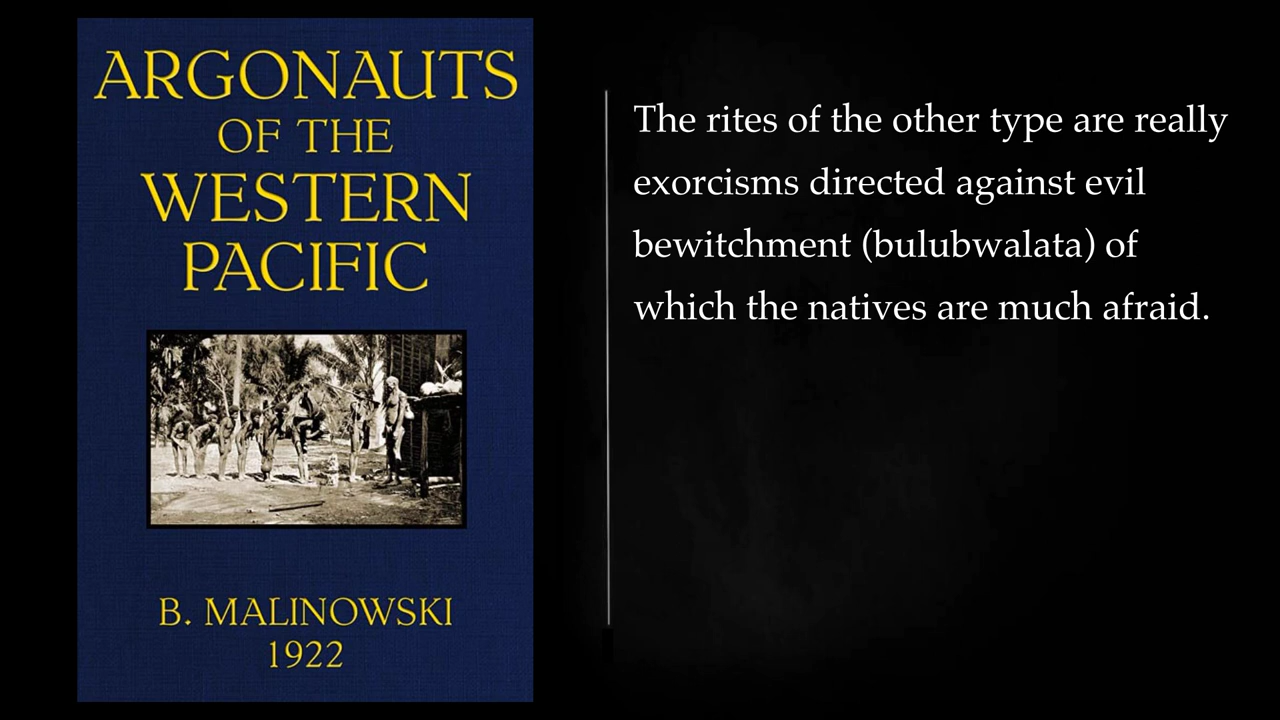 ARGONAUTS
OF THE
WESTERN
PACIFIC
B. MALINOWSKI
1922
The rites of the other type are really
exorcisms directed against evil
bewitchment (bulubwalata) of
which the natives are much afraid.